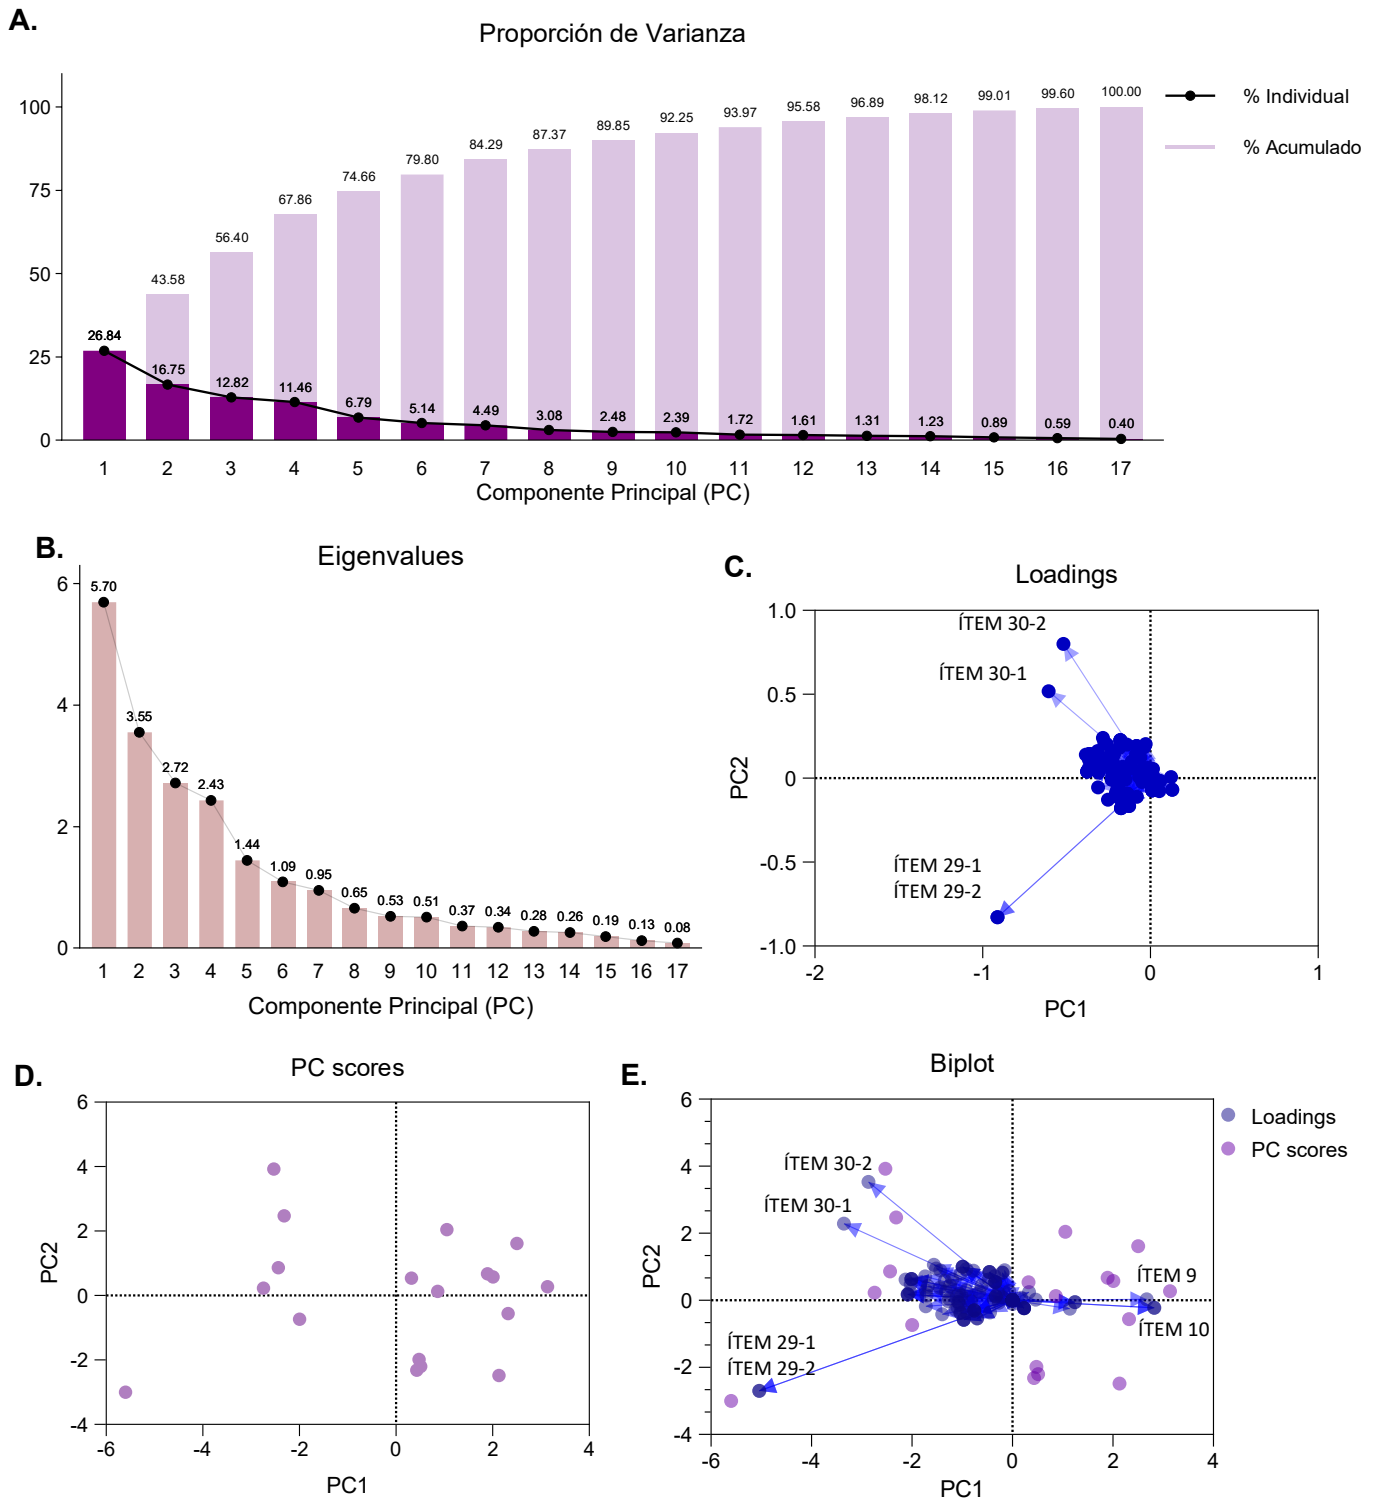 A.
Proporción de Varianza
100
75
50
25
0
26.84
43.58
56.40
67.86
74.66
79.80
84.29
87.37
89.85
92.25
93.97
95.58
96.89
98.12
99.01
99.60
100.00
16.75
12.82
11.46
6.79
5.14
4.49
3.08
2.48
2.39
1.72
1.61
1.31
1.23
0.89
0.59
0.40
% Individual
% Acumulado
1 2 3 4 5 6 7 8 9 10 11 12 13 14 15 16 17
Componente Principal (PC)
B.
Eigenvalues
6
4
2
0
5.70
3.55
2.72
2.43
1.44
1.09
0.95
0.65
0.53
0.51
0.37
0.34
0.28
0.26
0.19
0.13
0.08
1 2 3 4 5 6 7 8 9 10 11 12 13 14 15 16 17
Componente Principal (PC)
C.
Loadings
1.0
0.5
0
-0.5
-1.0
PC2
ÍTEM 30-2
ÍTEM 30-1
ÍTEM 29-1
ÍTEM 29-2
-2 -1 0 1
PC1
D.
PC scores
6
4
2
0
-2
-4
PC2
-6 -4 -2 0 2 4
PC1
E.
Biplot
6
4
2
0
-2
-4
PC2
ÍTEM 30-2
ÍTEM 30-1
ÍTEM 9
ÍTEM 10
ÍTEM 29-1
ÍTEM 29-2
Loadings
PC scores
-6 -4 -2 0 2 4
PC1